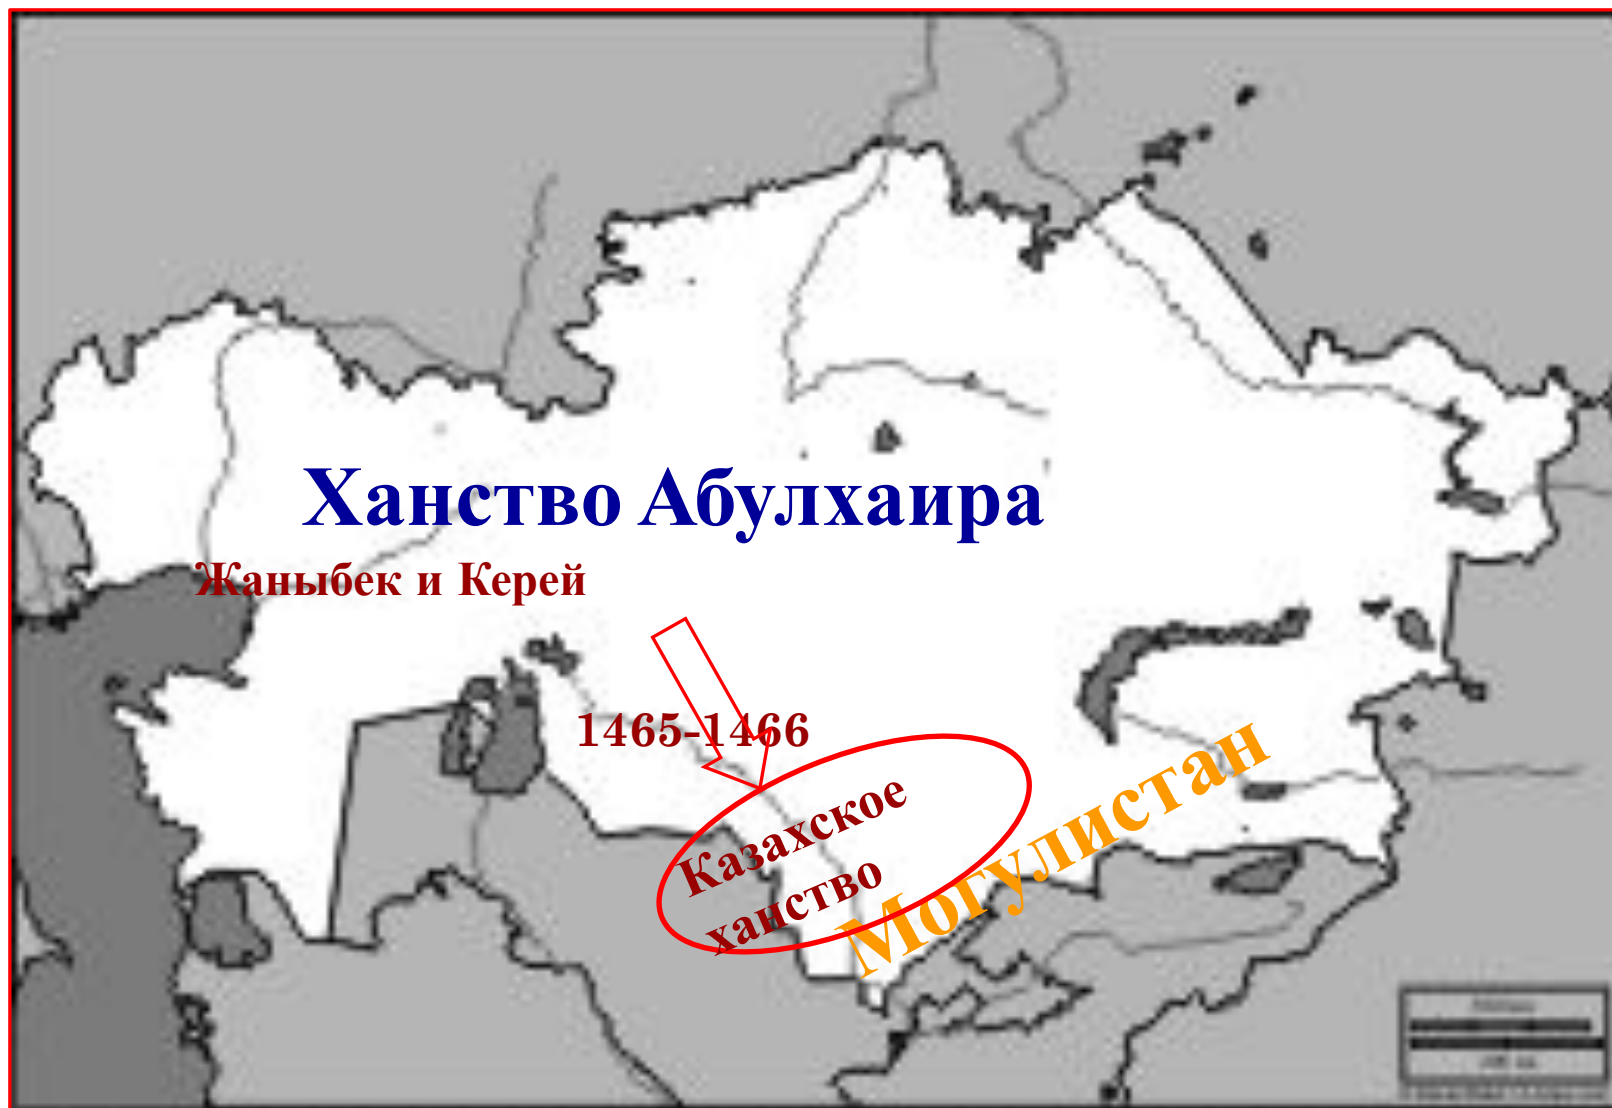 Ханство Абулхаира
Жаныбек и Керей
1465-1466
Казахское
ханство
Могулистан